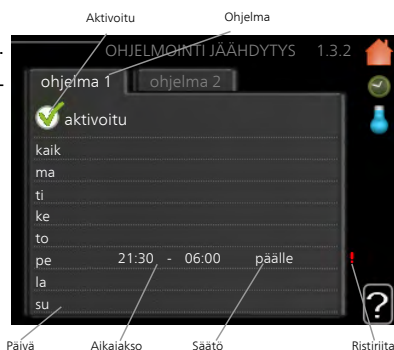 Aktivoitu Ohjelma
OHJELMOINTI JÄÄHDYTYS 1.3.2
ohjelma 1 ohjelma 2
aktivoitu
kaik
ma
ti
ke
to
pe 21:30 - 06:00 päälle !
la
su ?
Päivä Aikajakso Säätö Ristiriita